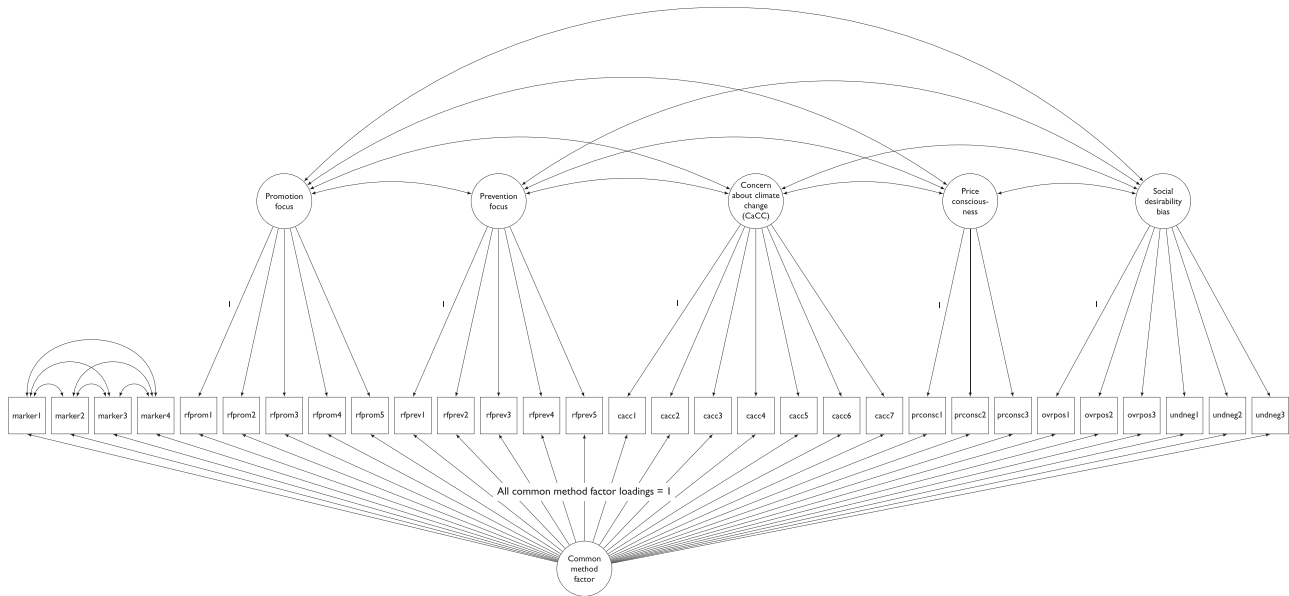 Promotion
focus
Prevention
focus
Concern
about climate
change
(CaCC)
Price
conscious-
ness
Social
desirability
bias
1
1
1
1
1
marker1
marker2
marker3
marker4
rfprom1
rfprom2
rfprom3
rfprom4
rfprom5
rfprev1
rfprev2
rfprev3
rfprev4
rfprev5
cacc1
cacc2
cacc3
cacc4
cacc5
cacc6
cacc7
prconsc1
prconsc2
prconsc3
ovrpos1
ovrpos2
ovrpos3
undneg1
undneg2
undneg3
All common method factor loadings = 1
Common
method
factor